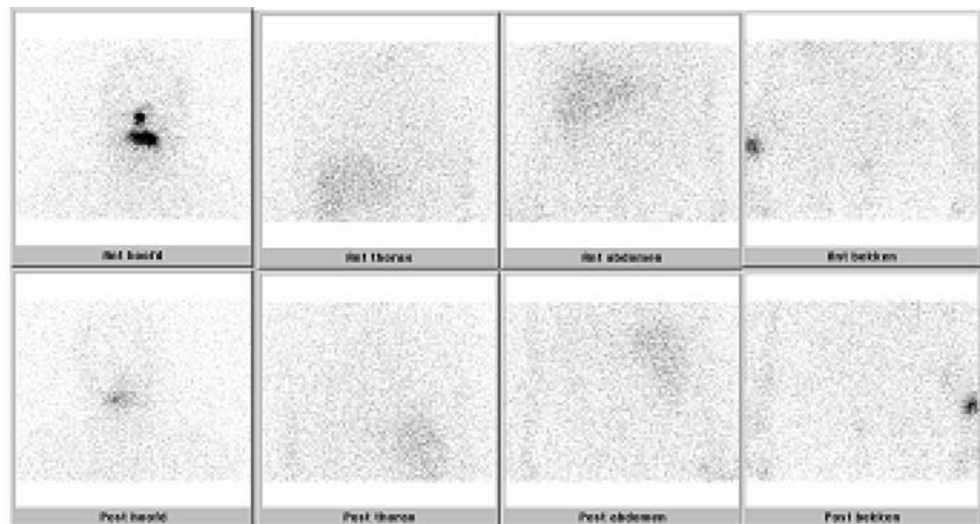 Ant hoofd
Ant thorax
Ant abdomen
Ant bekken
Post hoofd
Post thorax
Post abdomen
Post bekken